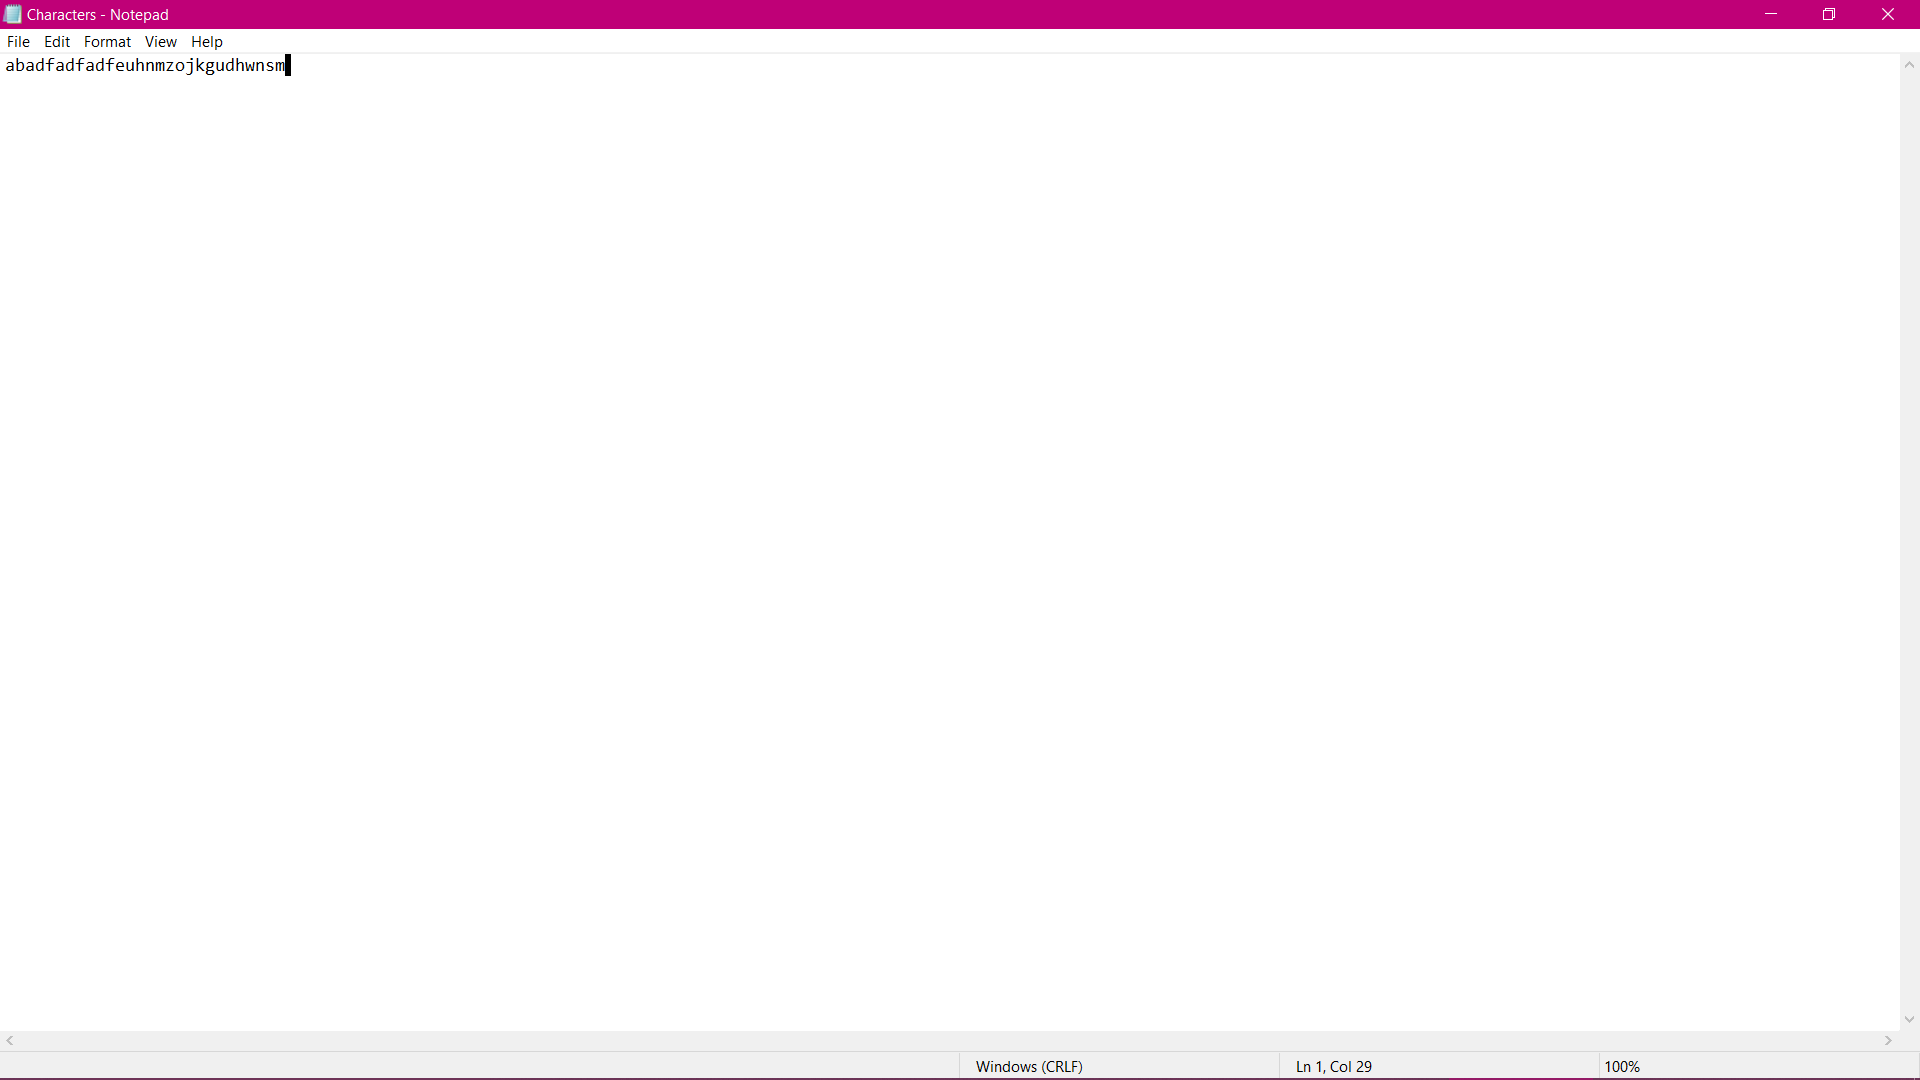 Characters - Notepad
File Edit Format View Help
abadfadfadfeuhnmzojkgudhwnsm
Windows (CRLF) Ln 1, Col 29 100%